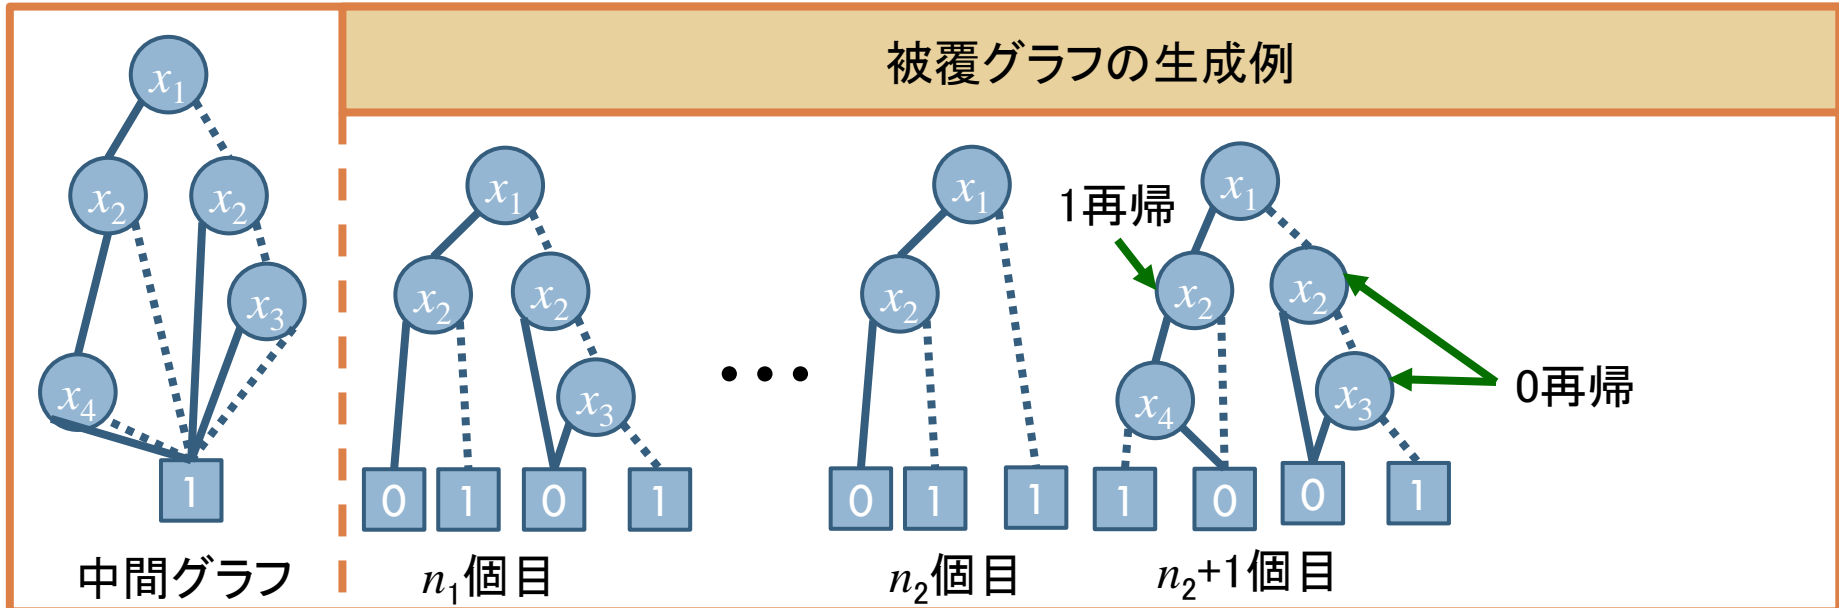 被覆グラフの生成例
x₁
x₂
x₂
x₃
x₄
1
中間グラフ
x₁
x₂
x₂
x₃
0
1
0
1
n₁個目
•••
x₁
x₂
0
1
1
n₂個目
1再帰
x₁
x₂
x₂
x₄
x₃
0再帰
1
0
0
1
n₂+1個目